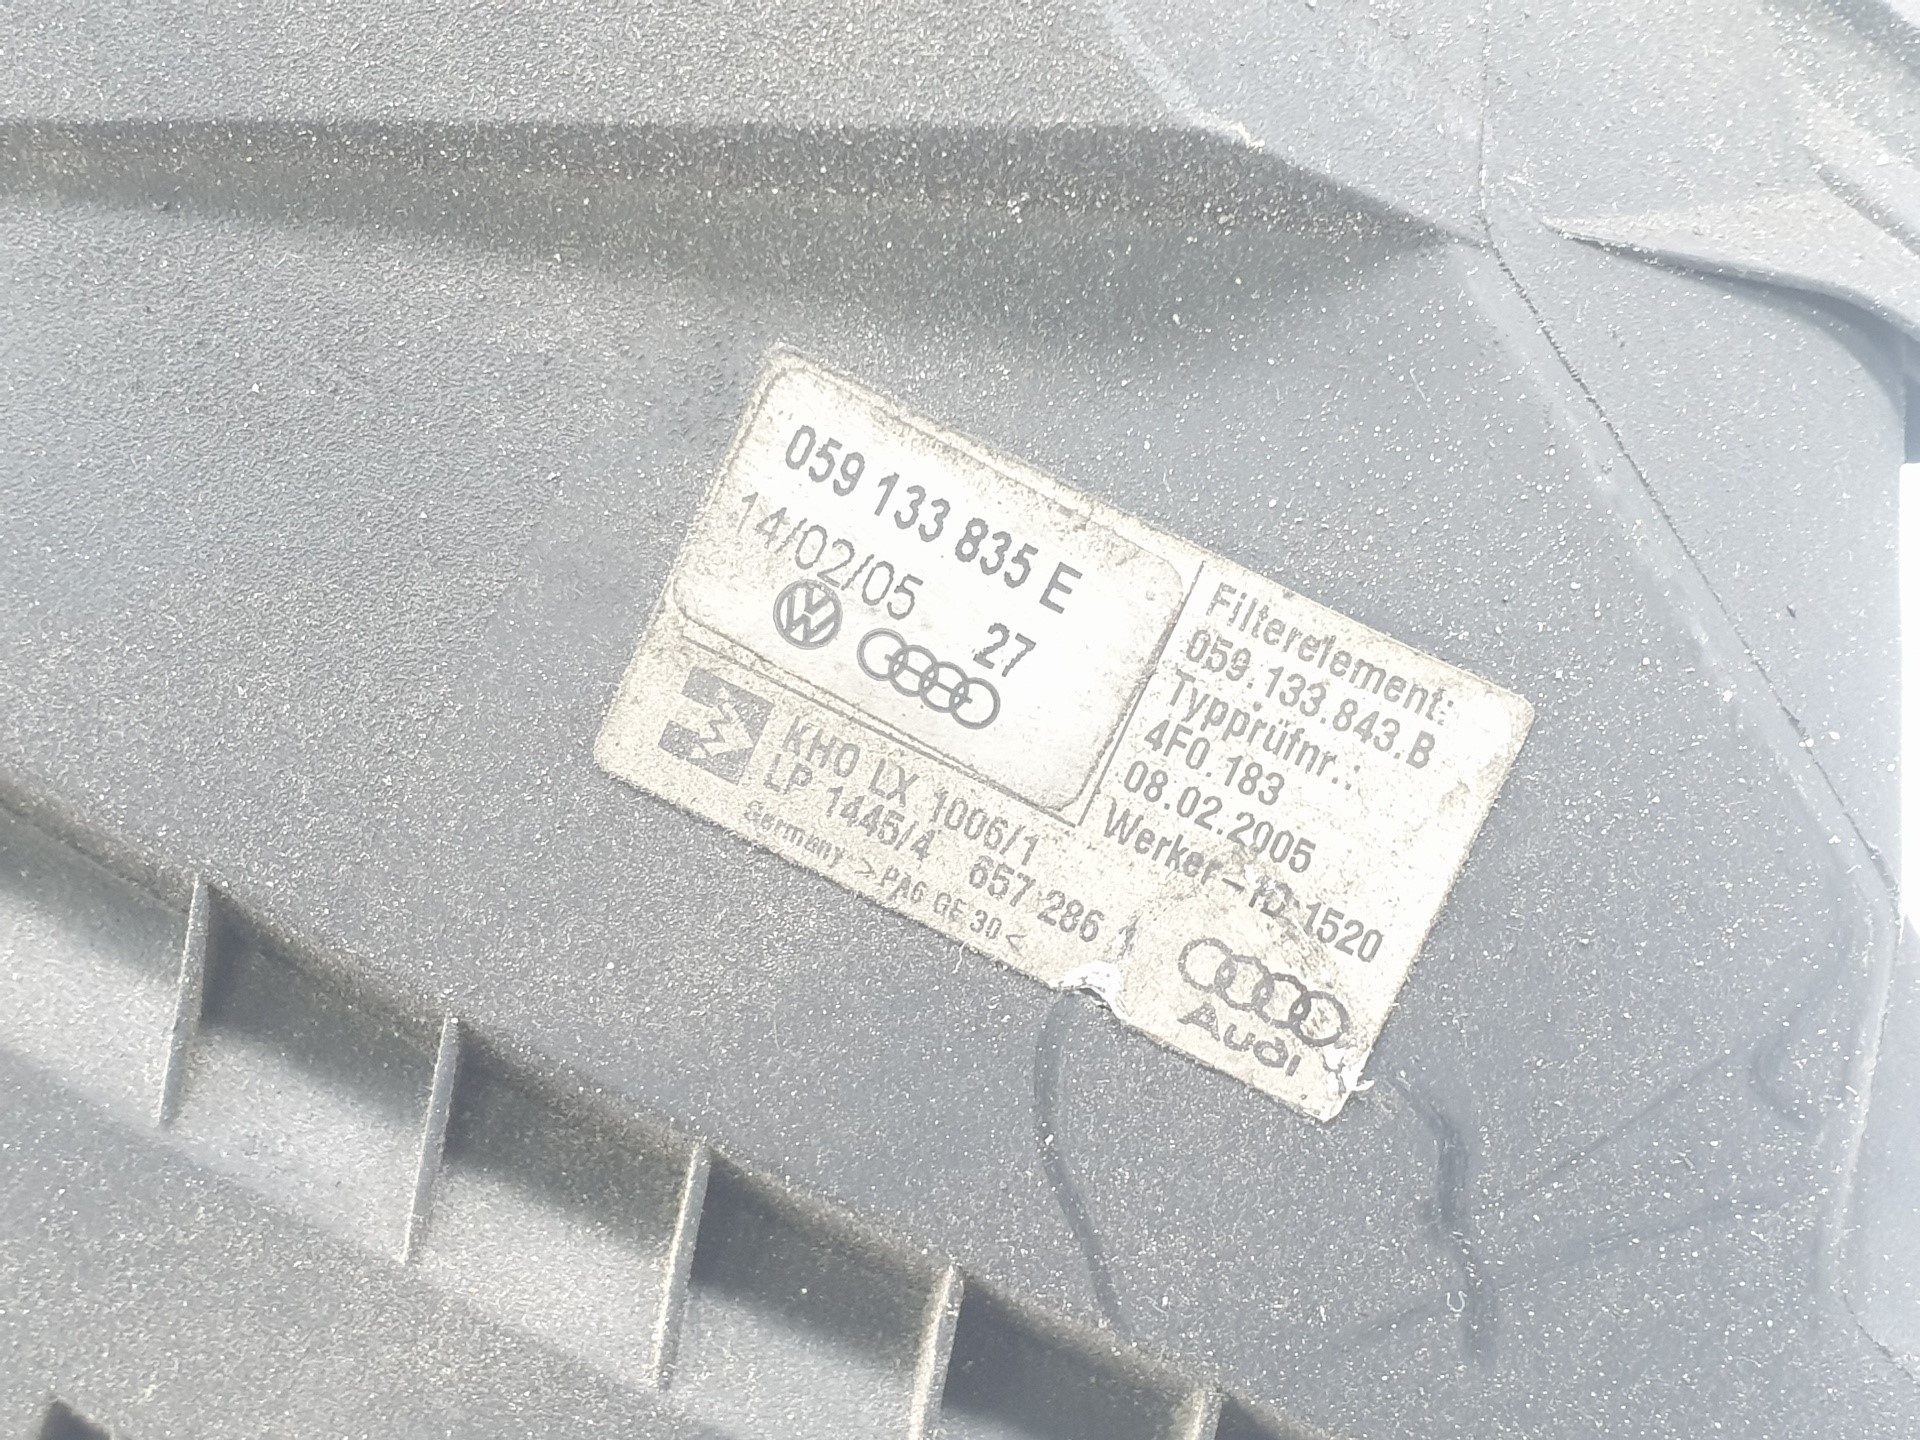 059 133 835 E
14/02/05 27
KHO LX 1006/1
LP 1445/4 657 286 1
Germany >PA6 GF 30<
Filterelement:
059.133.843.B
Typprüfnr.:
4F0.183
08.02.2005
Werker-ID 1520
Audi